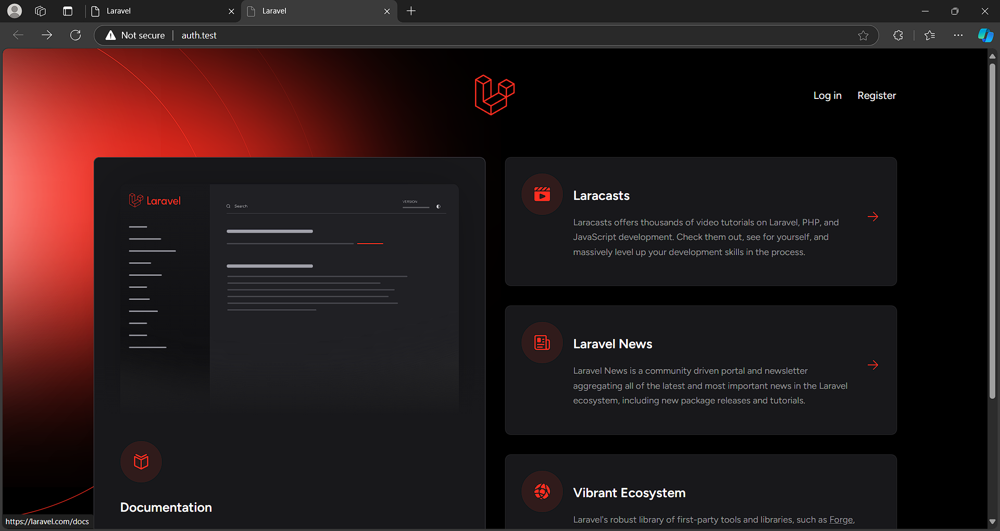 Laravel
Laravel
Not secure
auth.test
Log in
Register
Laravel
Search
VERSION
Laracasts
Laracasts offers thousands of video tutorials on Laravel, PHP, and
JavaScript development. Check them out, see for yourself, and
massively level up your development skills in the process.
Laravel News
Laravel News is a community driven portal and newsletter
aggregating all of the latest and most important news in the Laravel
ecosystem, including new package releases and tutorials.
Documentation
Vibrant Ecosystem
Laravel's robust library of first-party tools and libraries, such as Forge,
https://laravel.com/docs